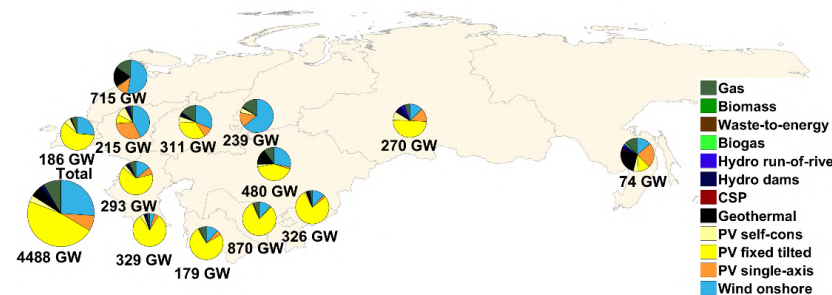 715 GW
186 GW
215 GW
311 GW
239 GW
270 GW
74 GW
Total
4488 GW
293 GW
480 GW
329 GW
179 GW
870 GW
326 GW
Gas
Biomass
Waste-to-energy
Biogas
Hydro run-of-rive
Hydro dams
CSP
Geothermal
PV self-cons
PV fixed tilted
PV single-axis
Wind onshore